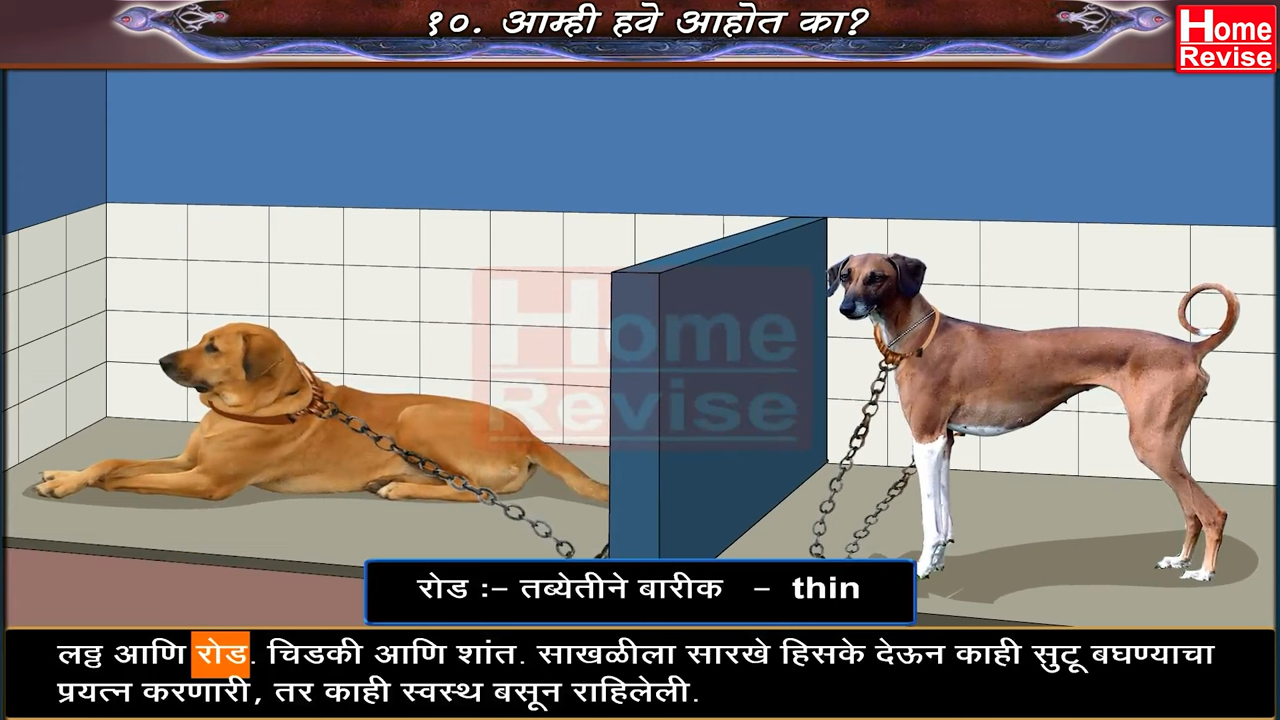 १०. आम्ही हवे आहोत का?
Home
Revise
Home
Revise
रोड :– तब्येतीने बारीक – thin
लठ्ठ आणि रोड. चिडकी आणि शांत. साखळीला सारखे हिसके देऊन काही सुटू बघण्याचा
प्रयत्न करणारी, तर काही स्वस्थ बसून राहिलेली.